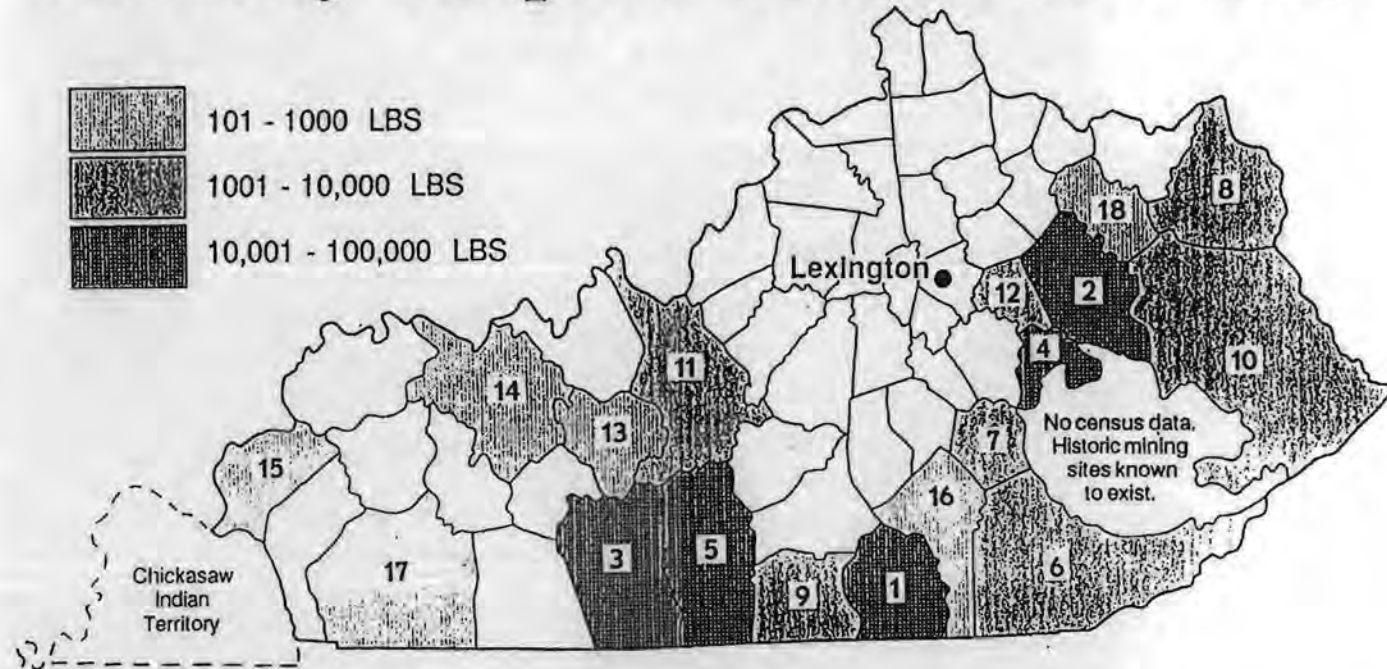 101 - 1000 LBS
1001 - 10,000 LBS
10,001 - 100,000 LBS
8
18
Lexington
12
2
4
10
11
14
13
7
No census data.
Historic mining
sites known
to exist.
15
16
3
5
6
17
9
1
Chickasaw
Indian
Territory